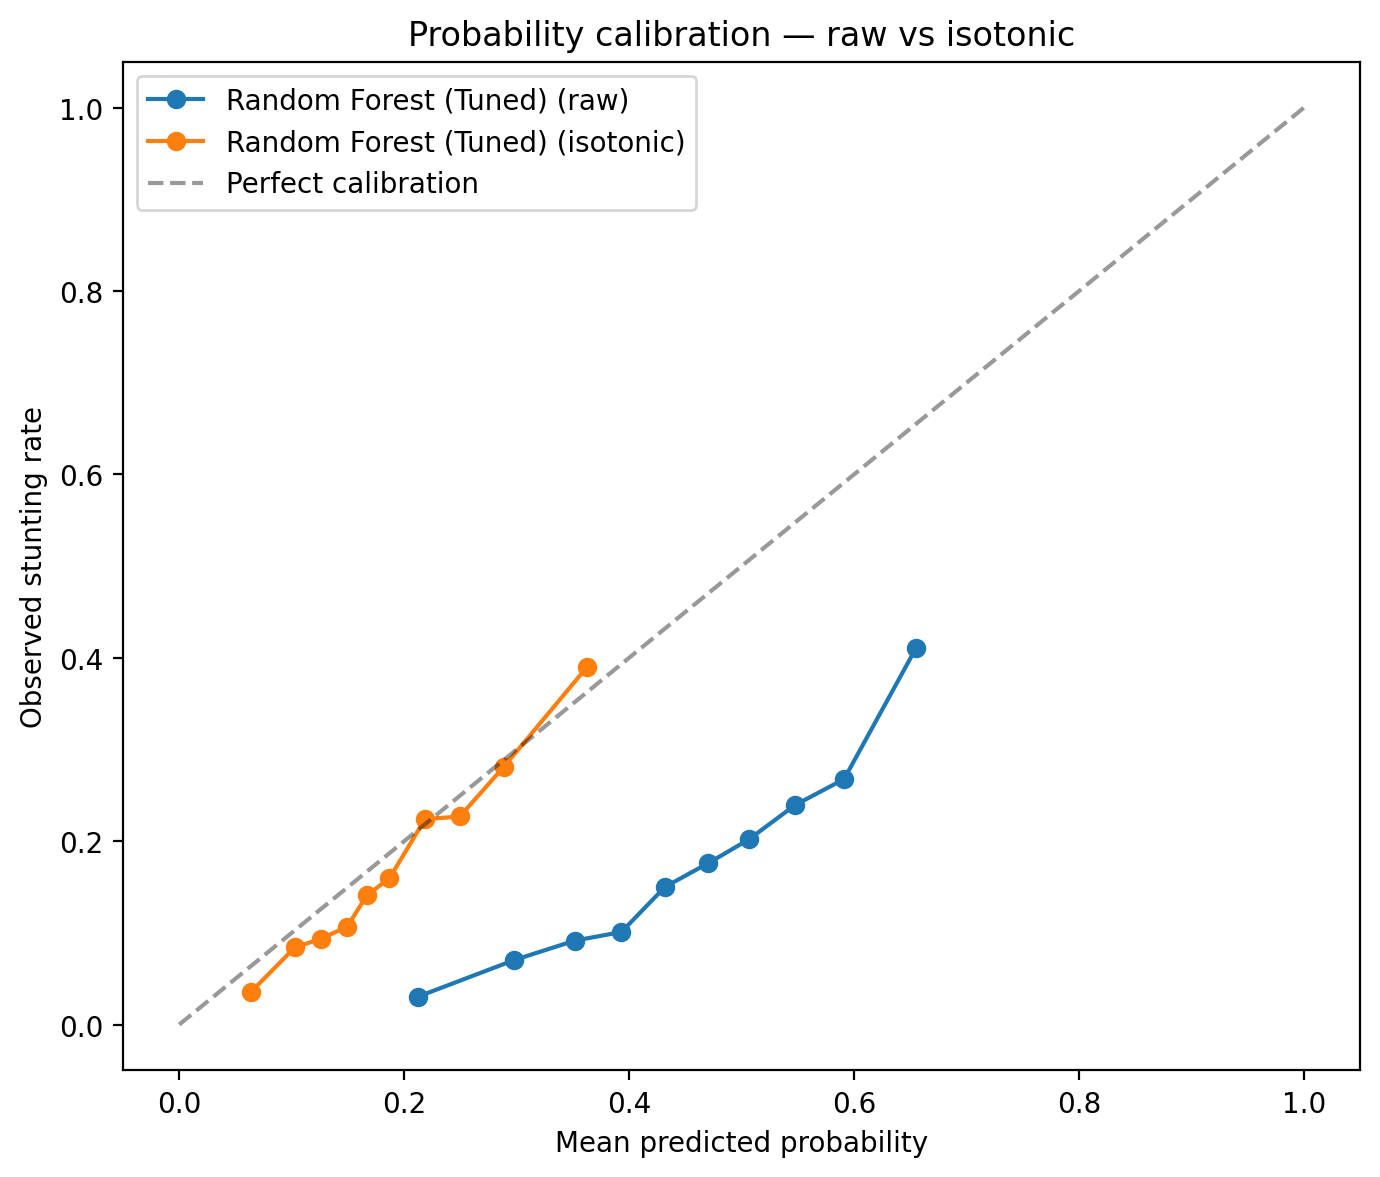 Probability calibration — raw vs isotonic
Random Forest (Tuned) (raw)
Random Forest (Tuned) (isotonic)
Perfect calibration
Observed stunting rate
1.0
0.8
0.6
0.4
0.2
0.0
0.0 0.2 0.4 0.6 0.8 1.0
Mean predicted probability